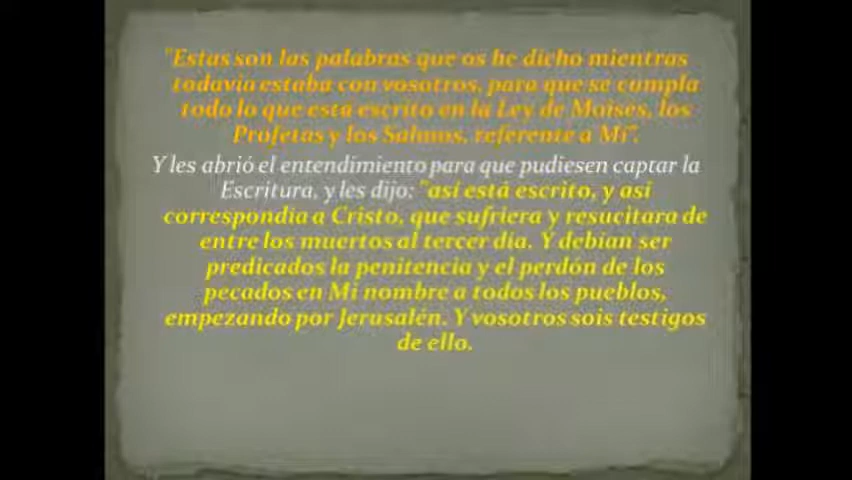 "Estas son las palabras que os he dicho mientras
todavía estaba con vosotros, para que se cumpla
todo lo que está escrito en la Ley de Moises, los
Profetas y los Salmos, referente a Mí".
Y les abrió el entendimiento para que pudiesen captar la
Escritura, y les dijo: "así está escrito, y así
correspondía a Cristo, que sufriera y resucitara de
entre los muertos al tercer día. Y debían ser
predicados la penitencia y el perdón de los
pecados en Mi nombre a todos los pueblos,
empezando por Jerusalén. Y vosotros sois testigos
de ello.